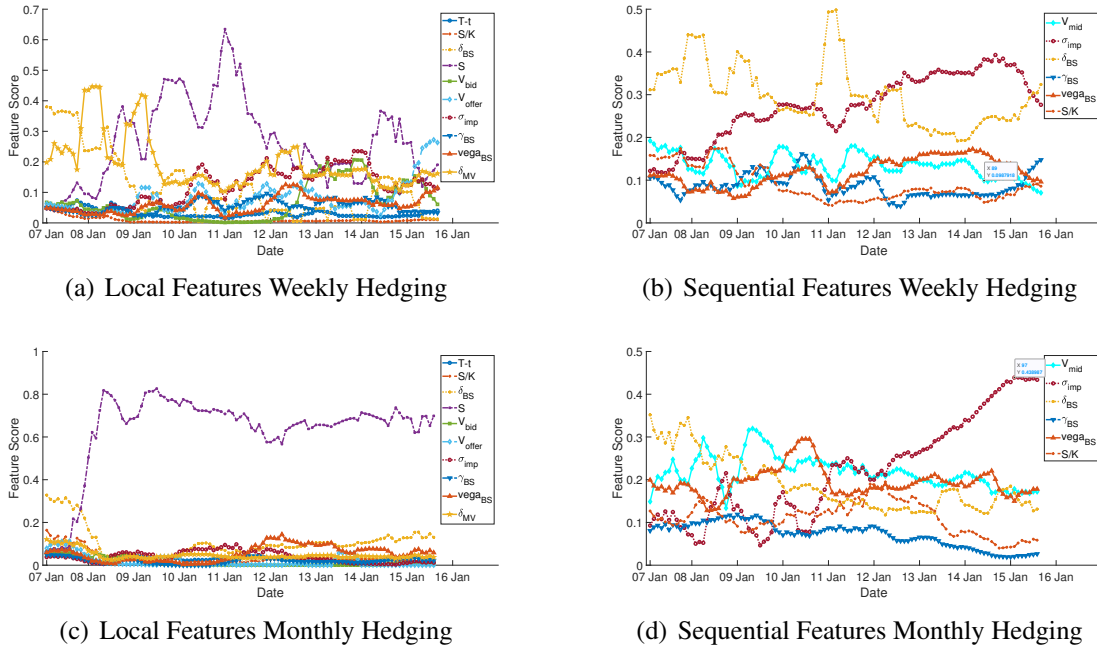 0.7
0.6
0.5
0.4
0.3
0.2
0.1
0
Feature Score
07 Jan 08 Jan 09 Jan 10 Jan 11 Jan 12 Jan 13 Jan 14 Jan 15 Jan 16 Jan
Date
T-t
S/K
δBS
S
Vbid
Voffer
σimp
γBS
vegaBS
δMV
(a) Local Features Weekly Hedging
0.5
0.4
0.3
0.2
0.1
0
Feature Score
07 Jan 08 Jan 09 Jan 10 Jan 11 Jan 12 Jan 13 Jan 14 Jan 15 Jan 16 Jan
Date
Vmid
σimp
δBS
γBS
vegaBS
S/K
X 89
(b) Sequential Features Weekly Hedging
1
0.8
0.6
0.4
0.2
0
Feature Score
07 Jan 08 Jan 09 Jan 10 Jan 11 Jan 12 Jan 13 Jan 14 Jan 15 Jan 16 Jan
Date
T-t
S/K
δBS
S
Vbid
Voffer
σimp
γBS
vegaBS
δMV
(c) Local Features Monthly Hedging
0.5
0.4
0.3
0.2
0.1
0
Feature Score
07 Jan 08 Jan 09 Jan 10 Jan 11 Jan 12 Jan 13 Jan 14 Jan 15 Jan 16 Jan
Date
Vmid
σimp
δBS
γBS
vegaBS
S/K
X 97
(d) Sequential Features Monthly Hedging